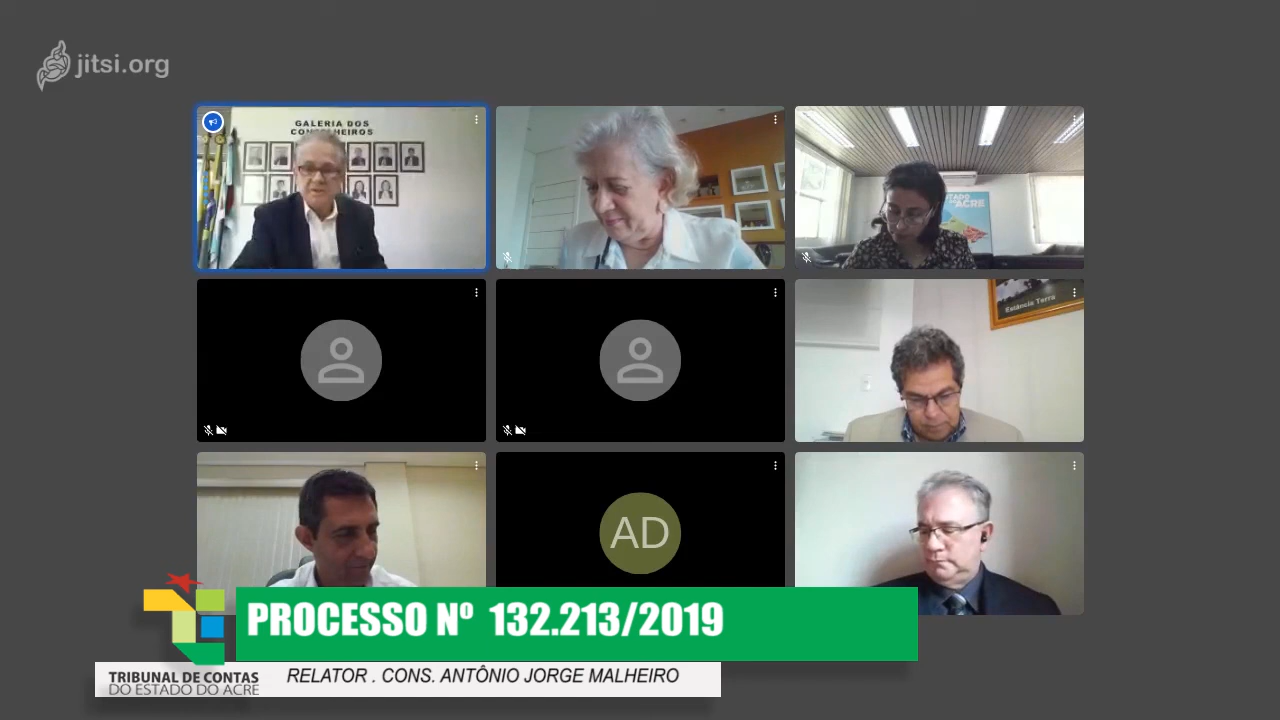 jitsi.org
GALERIA DOS
CONSELHEIROS
ACRE
Estância Terra
AD
PROCESSO Nº 132.213/2019
TRIBUNAL DE CONTAS
DO ESTADO DO ACRE
RELATOR . CONS. ANTÔNIO JORGE MALHEIRO